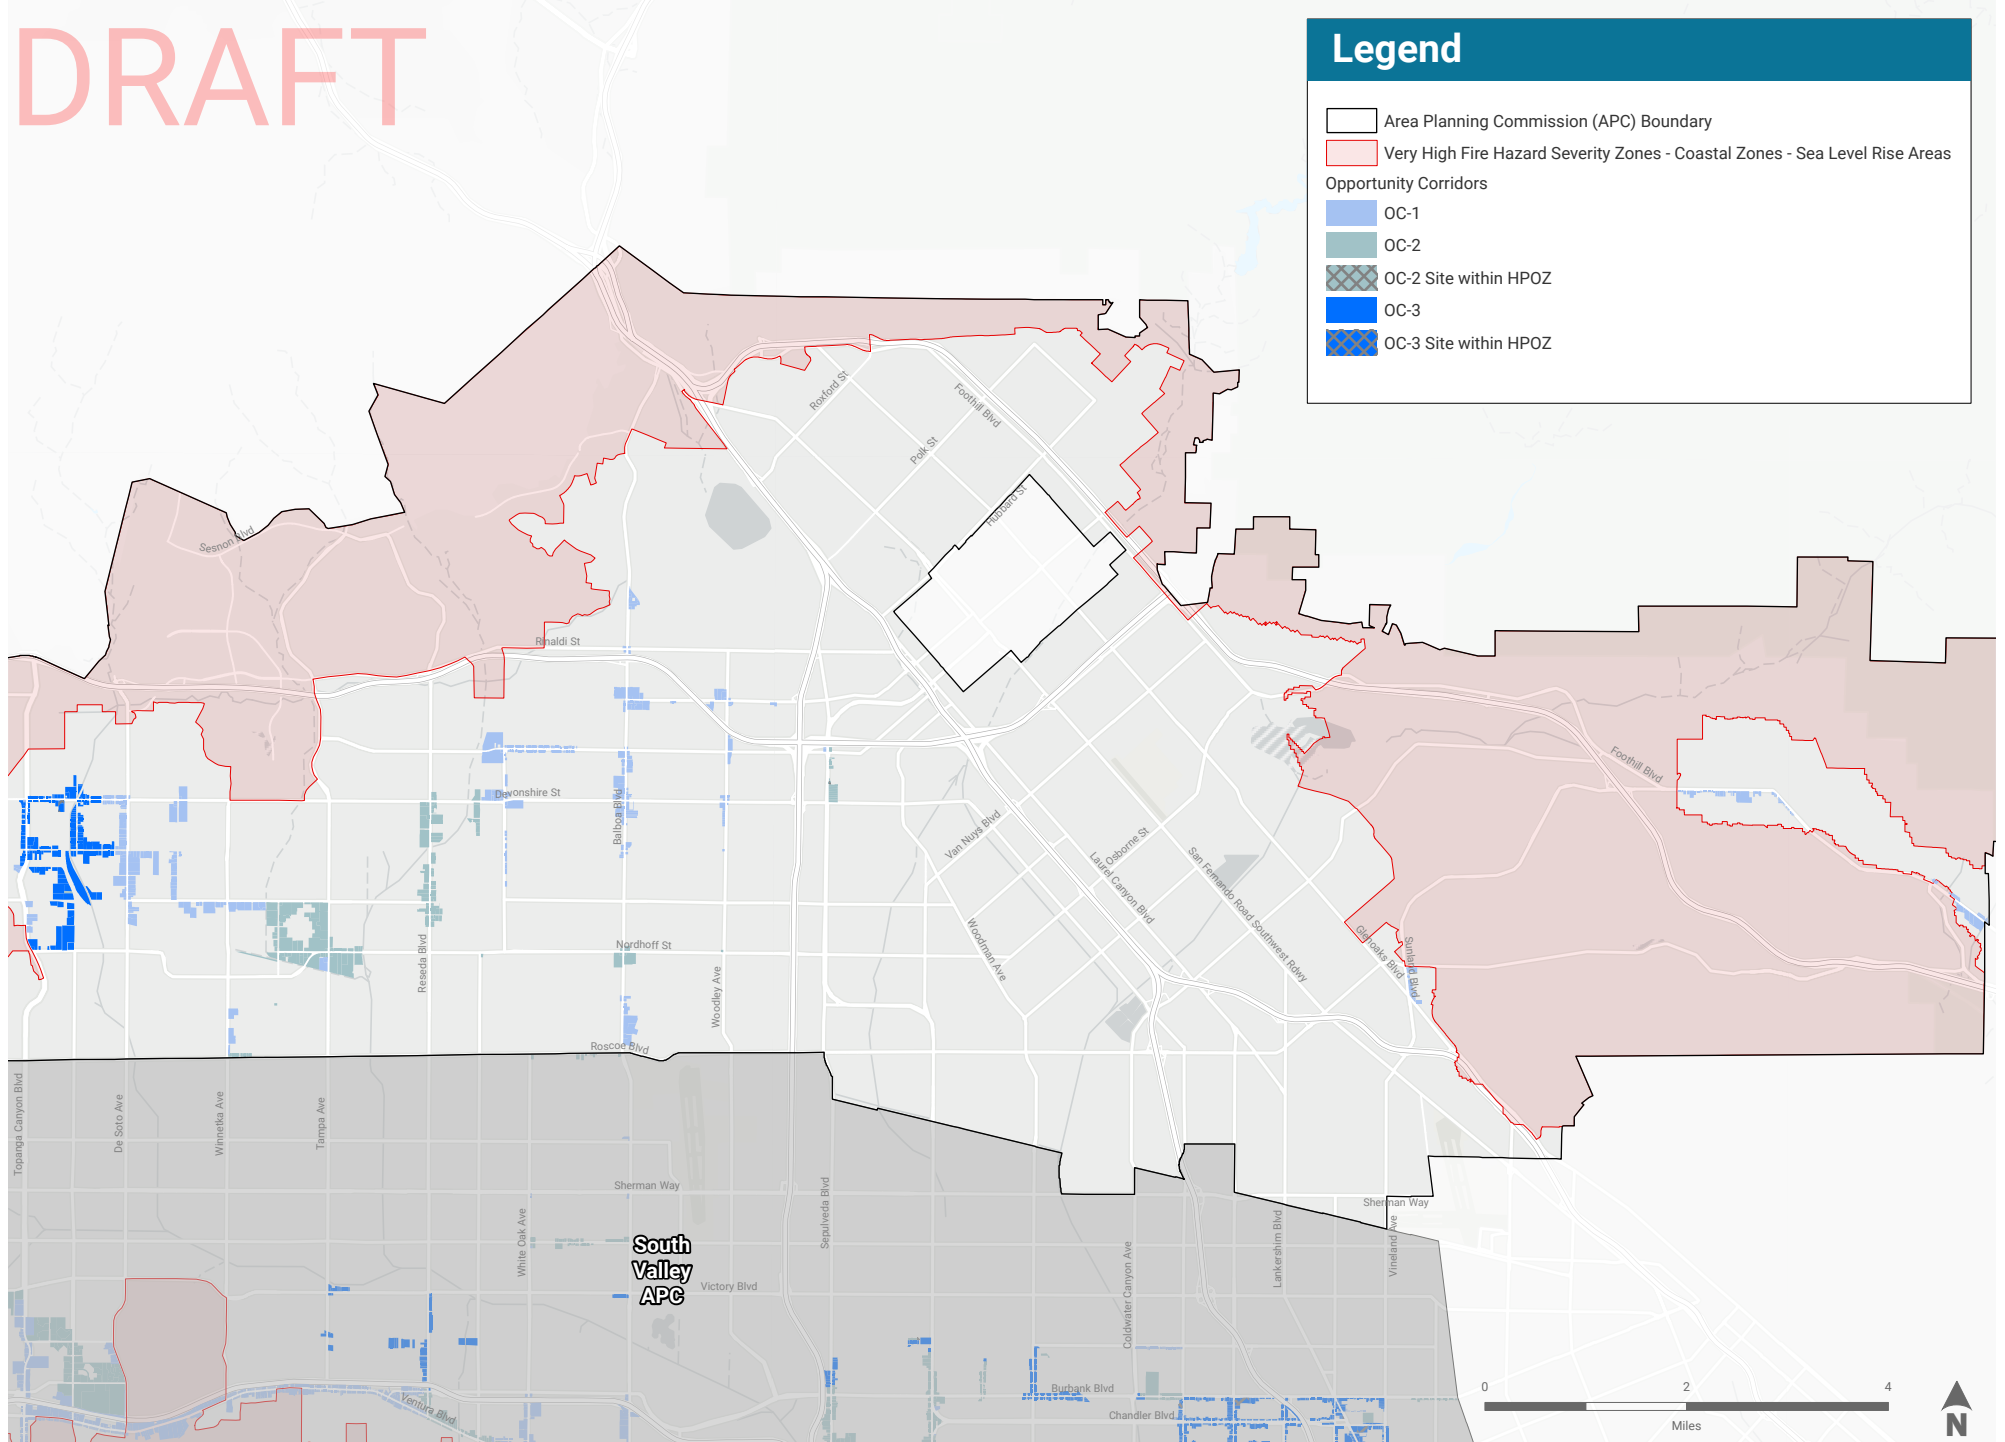 DRAFT
Legend
Area Planning Commission (APC) Boundary
Very High Fire Hazard Severity Zones - Coastal Zones - Sea Level Rise Areas
Opportunity Corridors
OC-1
OC-2
OC-2 Site within HPOZ
OC-3
OC-3 Site within HPOZ
Roxford St
Foothill Blvd
Polk St
Hubbard St
Sesnon Blvd
Rinaldi St
Foothill Blvd
Devonshire St
Balboa Blvd
Van Nuys Blvd
Osborne St
Laurel Canyon Blvd
San Fernando Road Southwest Rdwy
Woodman Ave
Glenoaks Blvd
Sunland Blvd
Reseda Blvd
Nordhoff St
Woodley Ave
Roscoe Blvd
Topanga Canyon Blvd
De Soto Ave
Winnetka Ave
Tampa Ave
White Oak Ave
Sherman Way
Sepulveda Blvd
Sherman Way
Lankershim Blvd
Vineland Ave
Coldwater Canyon Ave
South
Valley
APC
Victory Blvd
Ventura Blvd
Burbank Blvd
Chandler Blvd
0 2 4
Miles
N